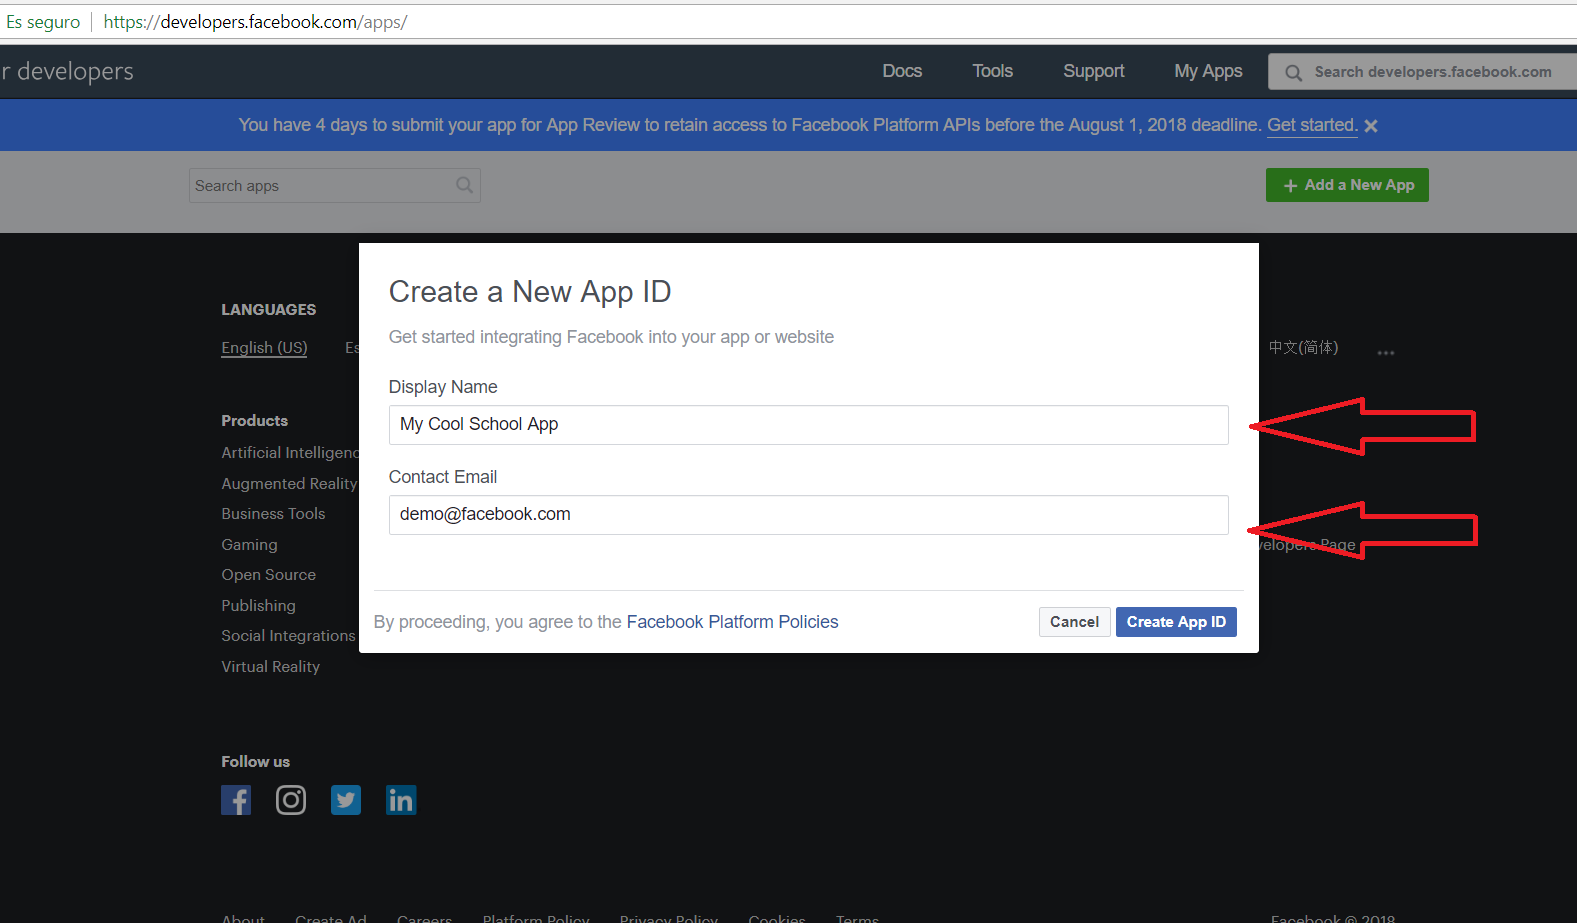 Es seguro https://developers.facebook.com/apps/
r developers Docs Tools Support My Apps Search developers.facebook.com
You have 4 days to submit your app for App Review to retain access to Facebook Platform APIs before the August 1, 2018 deadline. Get started.
Search apps
+ Add a New App
Create a New App ID
Get started integrating Facebook into your app or website
Display Name
My Cool School App
Contact Email
demo@facebook.com
By proceeding, you agree to the Facebook Platform Policies
Cancel
Create App ID
LANGUAGES
English (US) Es 中文(简体) ...
Products
Artificial Intelligenc
Augmented Reality
Business Tools
Gaming
velopers Page
Open Source
Publishing
Social Integrations
Virtual Reality
Follow us
About Create Ad Careers Platform Policy Privacy Policy Cookies Terms Facebook © 2018